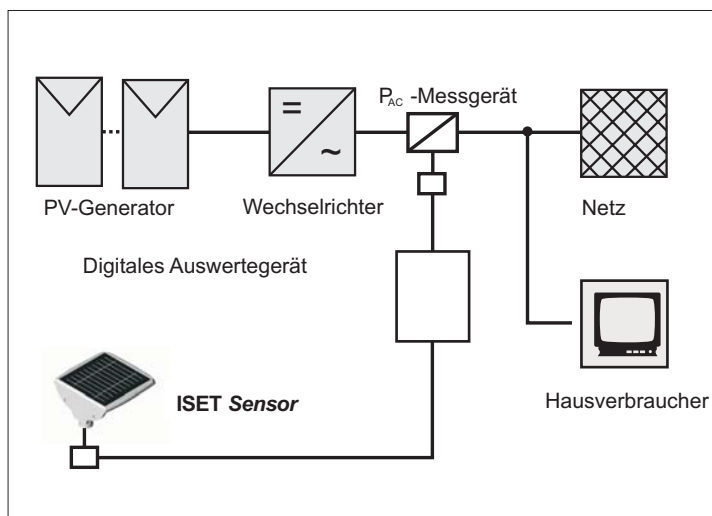 P_AC -Messgerät
PV-Generator
Wechselrichter
Netz
Digitales Auswertegerät
ISET Sensor
Hausverbraucher